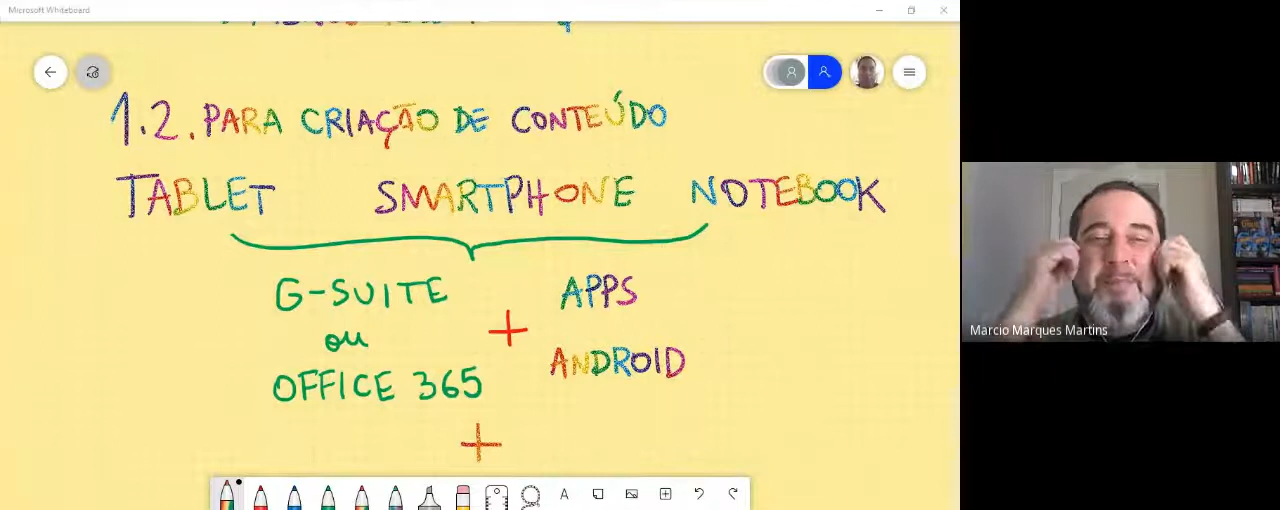 Microsoft Whiteboard
1.2. PARA CRIAÇÃO DE CONTEÚDO
TABLET SMARTPHONE NOTEBOOK
G-SUITE + APPS
ou
OFFICE 365 ANDROID
+
A
Marcio Marques Martins